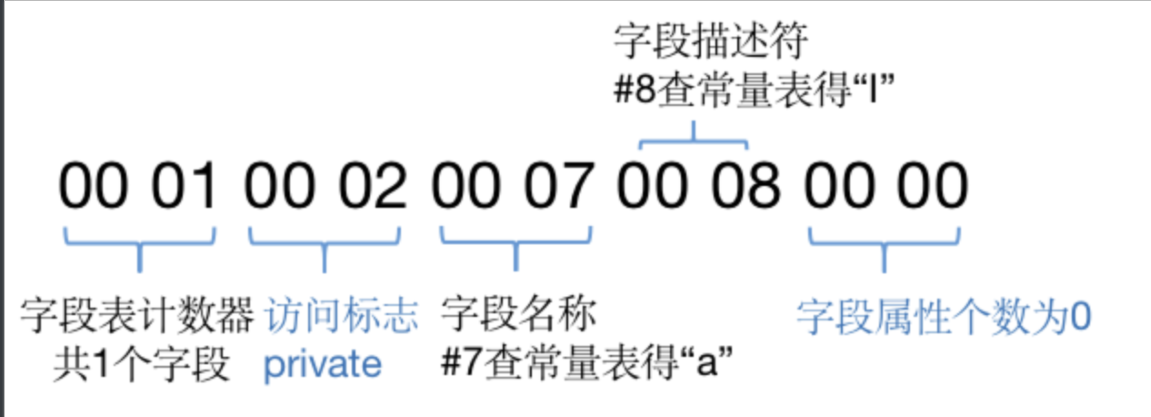 字段描述符
#8查常量表得“I”
00 01 00 02 00 07 00 08 00 00
字段表计数器
共1个字段
访问标志
private
字段名称
#7查常量表得“a”
字段属性个数为0